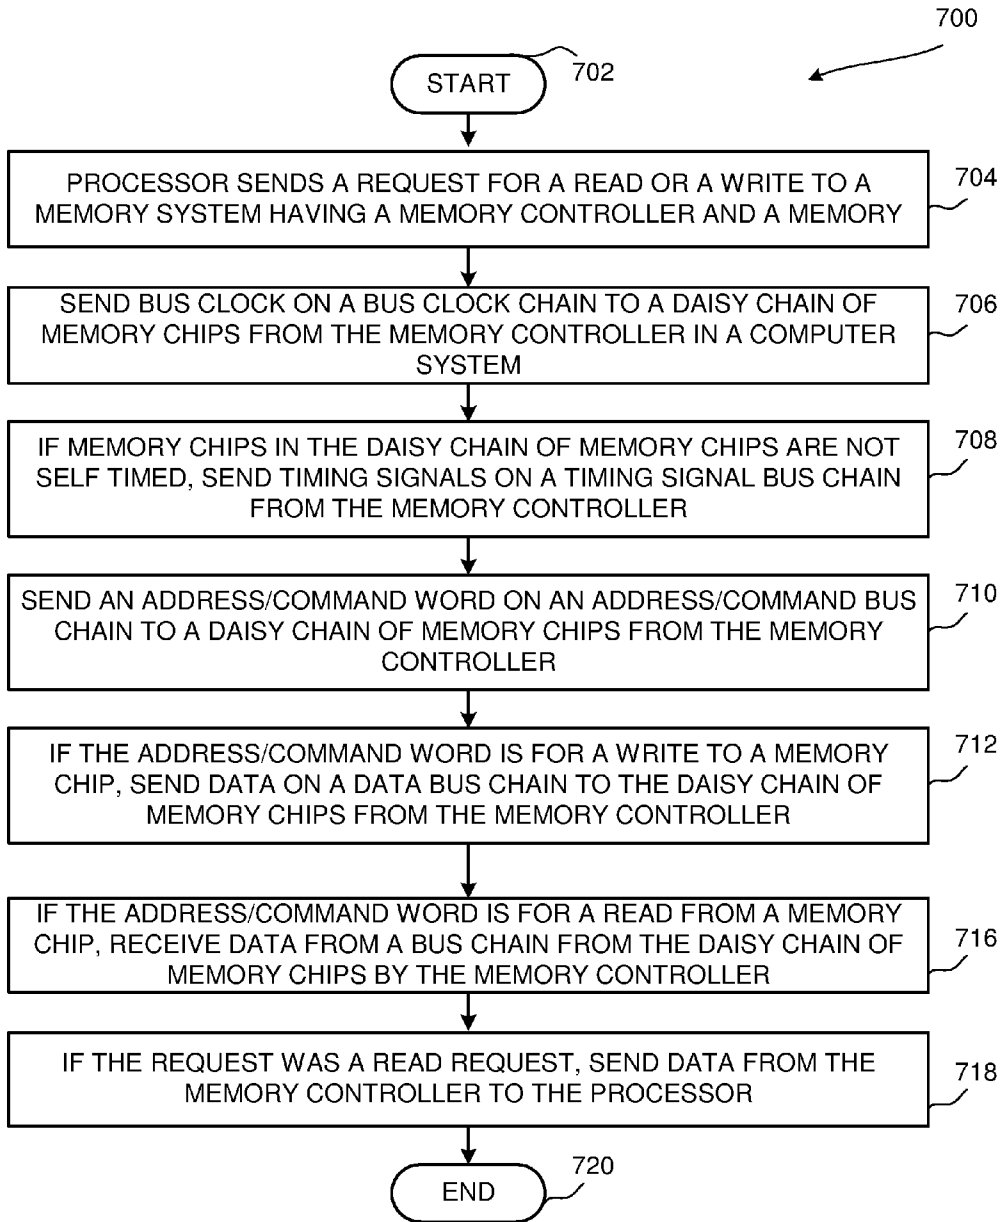 700
START
702
PROCESSOR SENDS A REQUEST FOR A READ OR A WRITE TO A
MEMORY SYSTEM HAVING A MEMORY CONTROLLER AND A MEMORY
704
SEND BUS CLOCK ON A BUS CLOCK CHAIN TO A DAISY CHAIN OF
MEMORY CHIPS FROM THE MEMORY CONTROLLER IN A COMPUTER
SYSTEM
706
IF MEMORY CHIPS IN THE DAISY CHAIN OF MEMORY CHIPS ARE NOT
SELF TIMED, SEND TIMING SIGNALS ON A TIMING SIGNAL BUS CHAIN
FROM THE MEMORY CONTROLLER
708
SEND AN ADDRESS/COMMAND WORD ON AN ADDRESS/COMMAND BUS
CHAIN TO A DAISY CHAIN OF MEMORY CHIPS FROM THE MEMORY
CONTROLLER
710
IF THE ADDRESS/COMMAND WORD IS FOR A WRITE TO A MEMORY
CHIP, SEND DATA ON A DATA BUS CHAIN TO THE DAISY CHAIN OF
MEMORY CHIPS FROM THE MEMORY CONTROLLER
712
IF THE ADDRESS/COMMAND WORD IS FOR A READ FROM A MEMORY
CHIP, RECEIVE DATA FROM A BUS CHAIN FROM THE DAISY CHAIN OF
MEMORY CHIPS BY THE MEMORY CONTROLLER
716
IF THE REQUEST WAS A READ REQUEST, SEND DATA FROM THE
MEMORY CONTROLLER TO THE PROCESSOR
718
END
720